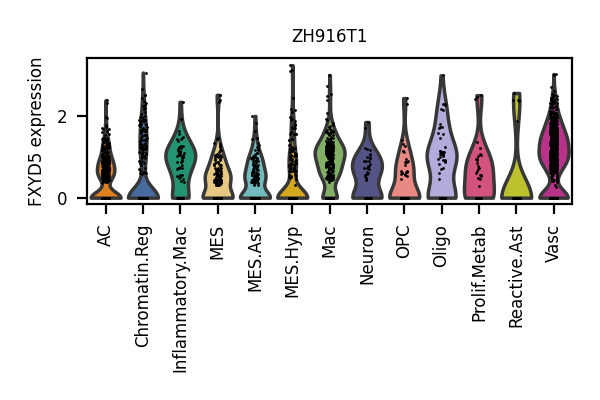 ZH916T1
FXYD5 expression
2
0
AC
Chromatin.Reg
Inflammatory.Mac
MES
MES.Ast
MES.Hyp
Mac
Neuron
OPC
Oligo
Prolif.Metab
Reactive.Ast
Vasc